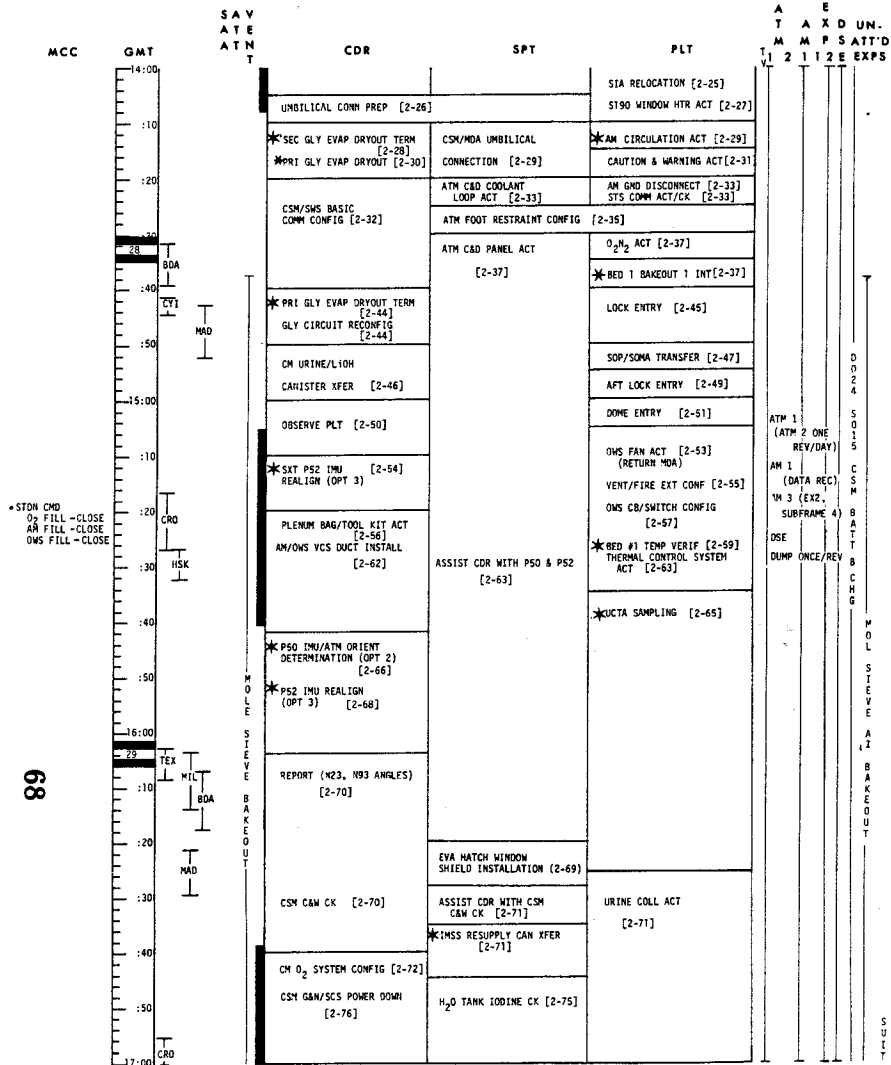 SAA
AVT
VENT
ATM
AM
EXP
DSE
UN-ATT'D EXPS
MCC GMT CDR SPT PLT TV 1 2 1 1 2
14:00
:10
:20
:30
:40
:50
15:00
:10
:20
:30
:40
:50
16:00
:10
:20
:30
:40
:50
17:00
28
BDA
CYI
MAD
CRO
HSK
29
TEX
MIL
BDA
MAD
CRO
*STDN CMD
O2 FILL-CLOSE
AM FILL-CLOSE
OWS FILL-CLOSE
68
MOLE SIEVE BAKEOUT
UMBILICAL COMM PREP [2-26]
*SEC GLY EVAP DRYOUT TERM
[2-28]
*PRI GLY EVAP DRYOUT [2-30]
CSM/SWS BASIC
COMM CONFIG [2-32]
*PRI GLY EVAP DRYOUT TERM
[2-44]
GLY CIRCUIT RECONFIG
[2-44]
CM URINE/LiOH
CANISTER XFER [2-46]
OBSERVE PLT [2-50]
*SXT P52 IMU [2-54]
REALIGN (OPT 3)
PLENUM BAG/TOOL KIT ACT
[2-56]
AM/OWS VCS DUCT INSTALL
[2-62]
*P50 IMU/ATM ORIENT
DETERMINATION (OPT 2)
[2-66]
*P52 IMU REALIGN
(OPT 3) [2-68]
REPORT (N23, N93 ANGLES)
[2-70]
CSM C&W CK [2-70]
CM O2 SYSTEM CONFIG [2-72]
CSM G&N/SCS POWER DOWN
[2-76]
CSM/MDA UMBILICAL
CONNECTION [2-29]
ATM C&D COOLANT
LOOP ACT [2-33]
ATM FOOT RESTRAINT CONFIG [2-35]
ATM C&D PANEL ACT
[2-37]
ASSIST CDR WITH P50 & P52
[2-63]
EVA HATCH WINDOW
SHIELD INSTALLATION (2-69)
ASSIST CDR WITH CSM
C&W CK [2-71]
*IMSS RESUPPLY CAN XFER
[2-71]
H2O TANK IODINE CK [2-75]
SIA RELOCATION [2-25]
S190 WINDOW HTR ACT [2-27]
*AM CIRCULATION ACT [2-29]
CAUTION & WARNING ACT[2-31
AM GND DISCONNECT [2-33]
STS COMM ACT/CK [2-33]
O2N2 ACT [2-37]
*BED 1 BAKEOUT 1 INT[2-37]
LOCK ENTRY [2-45]
SOP/SOMA TRANSFER [2-47]
AFT LOCK ENTRY [2-49]
DOME ENTRY [2-51]
OWS FAN ACT [2-53]
(RETURN MDA)
VENT/FIRE EXT CONF [2-55]
OWS CB/SWITCH CONFIG
[2-57]
*BED #1 TEMP VERIF [2-59]
THERMAL CONTROL SYSTEM
ACT [2-63]
*UCTA SAMPLING [2-65]
URINE COLL ACT
[2-71]
ATM 1
(ATM 2 ONE
REV/DAY)
AM 1
(DATA REC)
AM 3 (EX2,
SUBFRAME 4)
DSE
DUMP ONCE/REV
D024 S015 CSM BATT B CHG
MOL SIEVE A BAKEOUT
SUIT